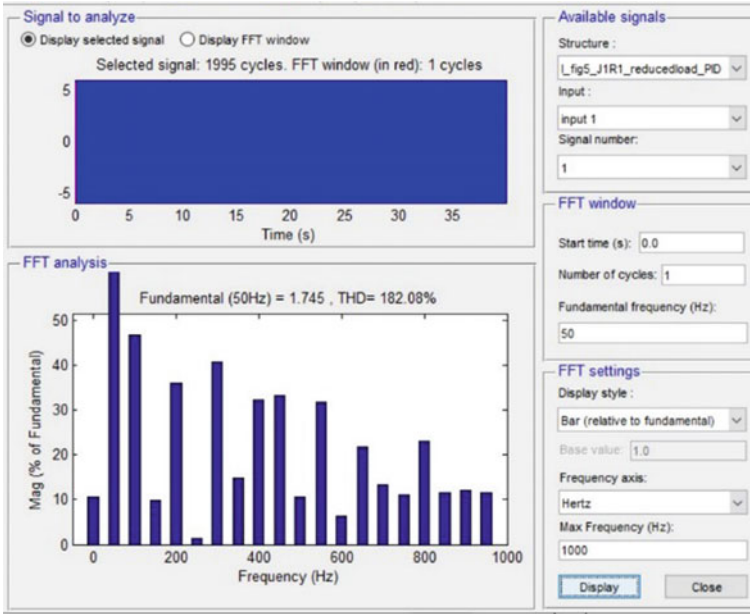 Signal to analyze
Display selected signal Display FFT window
Selected signal: 1995 cycles. FFT window (in red): 1 cycles
5
0
-5
0 5 10 15 20 25 30 35
Time (s)
FFT analysis
Fundamental (50Hz) = 1.745 , THD= 182.08%
Mag (% of Fundamental)
50
40
30
20
10
0
0 200 400 600 800 1000
Frequency (Hz)
Available signals
Structure :
I_fig5_J1R1_reducedload_PID
Input :
input 1
Signal number:
1
FFT window
Start time (s): 0.0
Number of cycles: 1
Fundamental frequency (Hz):
50
FFT settings
Display style :
Bar (relative to fundamental)
Base value: 1.0
Frequency axis:
Hertz
Max Frequency (Hz):
1000
Display Close